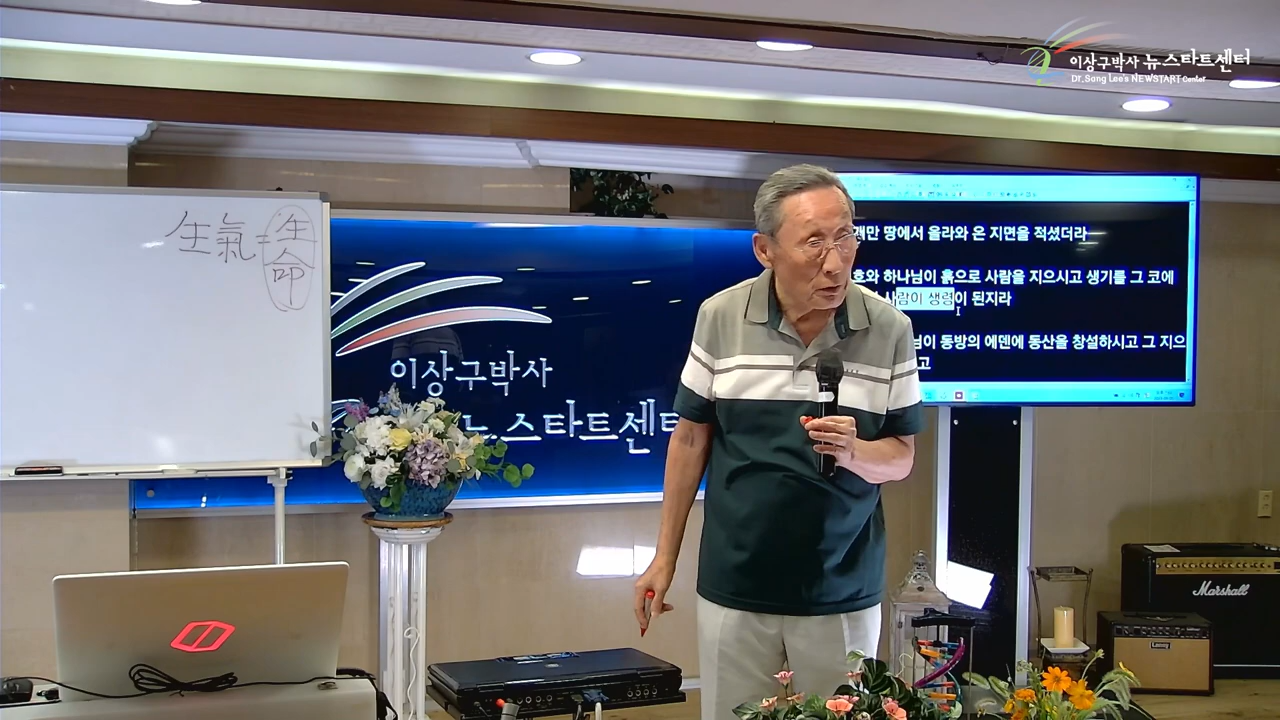 이상구박사 뉴스타트센터
Dr. Sang Lee's NEWSTART Center
生氣=生命
이상구박사
뉴스타트센터
개만 땅에서 올라와 온 지면을 적셨더라
호와 하나님이 흙으로 사람을 지으시고 생기를 그 코에
사람이 생령이 된지라
님이 동방의 에덴에 동산을 창설하시고 그 지으
고
Marshall
Laney